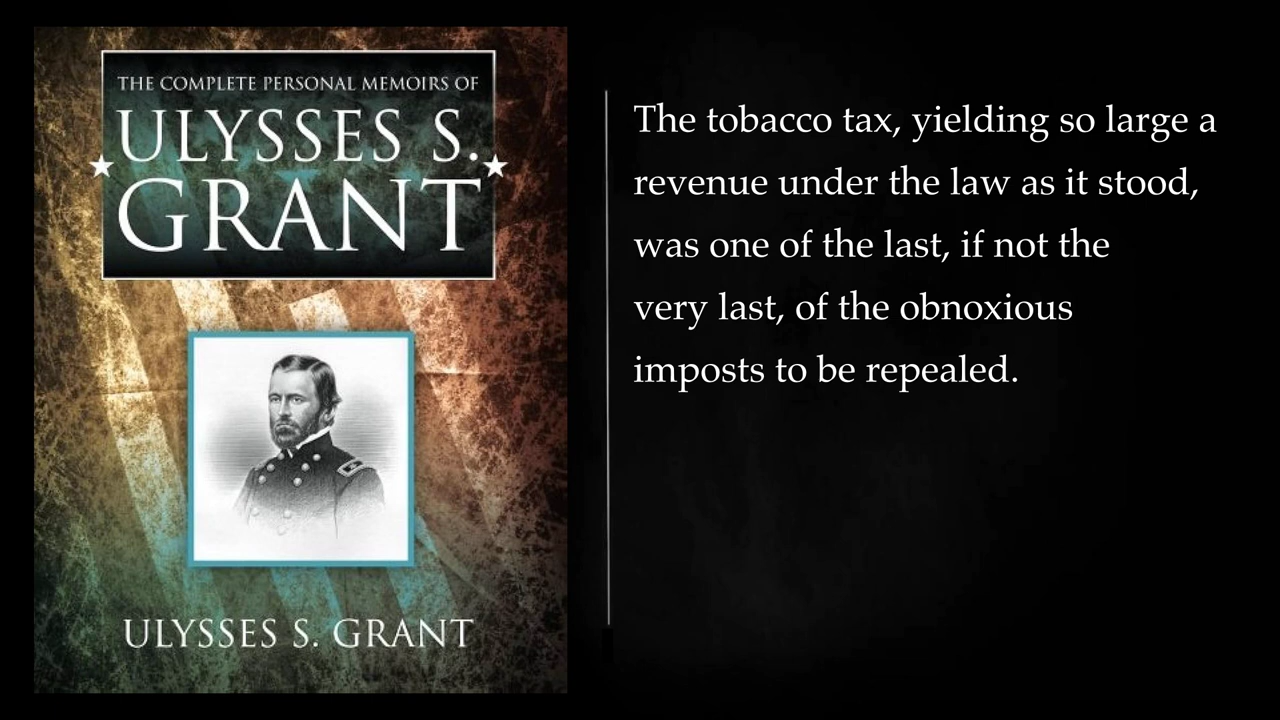 THE COMPLETE PERSONAL MEMOIRS OF
ULYSSES S.
GRANT
ULYSSES S. GRANT
The tobacco tax, yielding so large a
revenue under the law as it stood,
was one of the last, if not the
very last, of the obnoxious
imposts to be repealed.